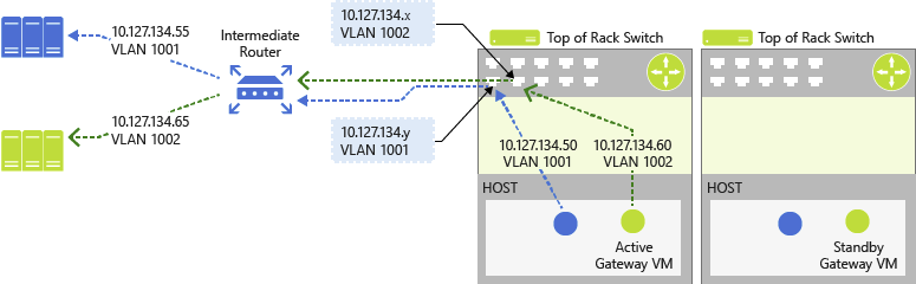 10.127.134.55
VLAN 1001
Intermediate
Router
10.127.134.x
VLAN 1002
Top of Rack Switch
Top of Rack Switch
10.127.134.65
VLAN 1002
10.127.134.y
VLAN 1001
10.127.134.50
VLAN 1001
10.127.134.60
VLAN 1002
HOST
HOST
Active
Gateway VM
Standby
Gateway VM